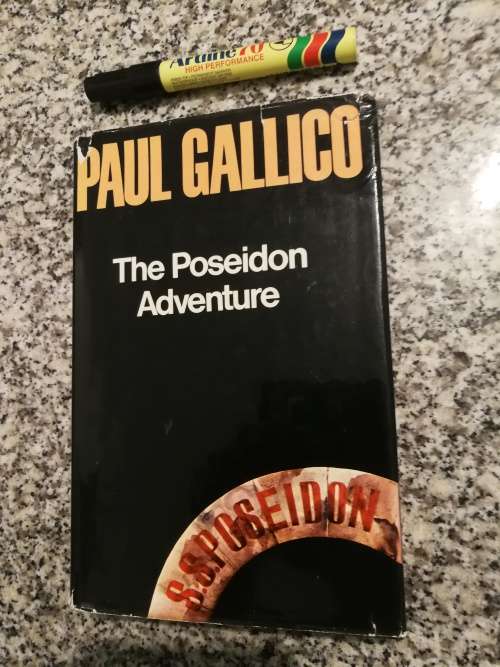 Artline 70
HIGH PERFORMANCE
PAUL GALLICO
The Poseidon
Adventure
S.S.POSEIDON